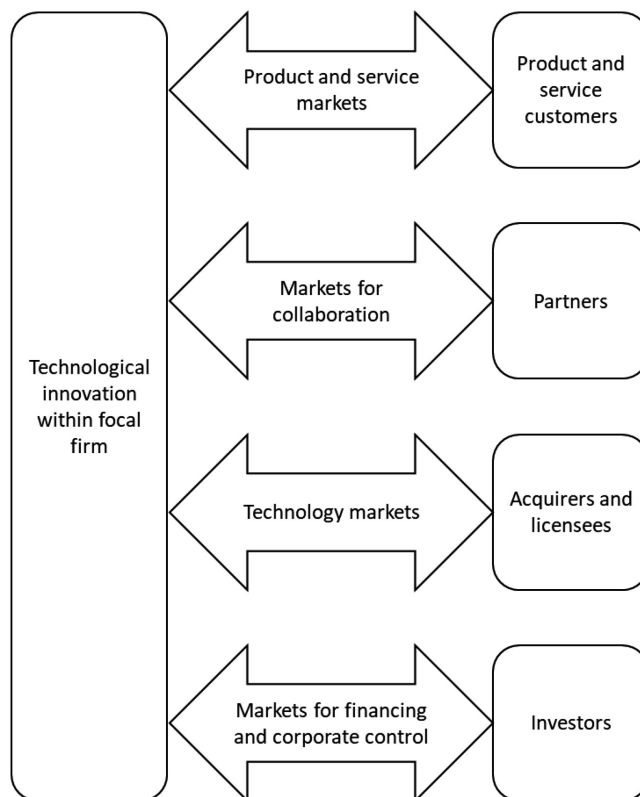 Product and service
markets
Product and
service
customers
Markets for
collaboration
Partners
Technological
innovation
within focal
firm
Technology markets
Acquirers and
licensees
Markets for financing
and corporate control
Investors